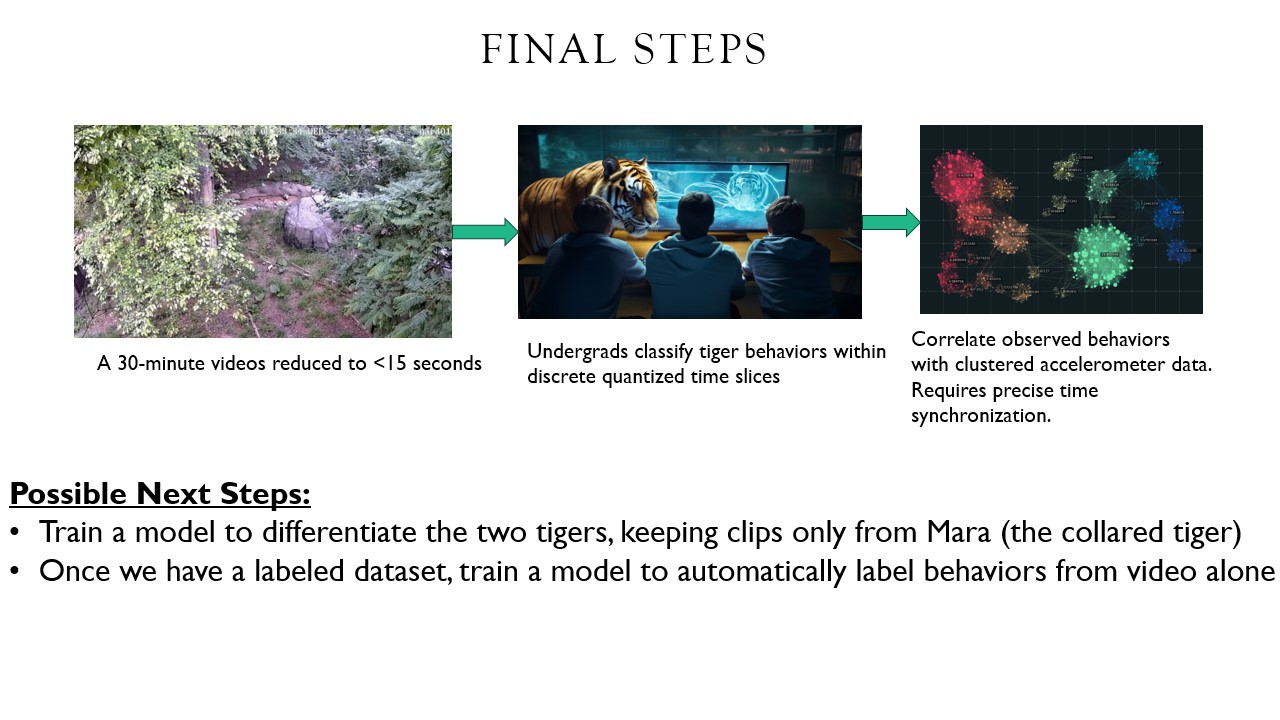 FINAL STEPS
A 30-minute videos reduced to <15 seconds
Undergrads classify tiger behaviors within
discrete quantized time slices
Correlate observed behaviors
with clustered accelerometer data.
Requires precise time
synchronization.
Possible Next Steps:
• Train a model to differentiate the two tigers, keeping clips only from Mara (the collared tiger)
• Once we have a labeled dataset, train a model to automatically label behaviors from video alone